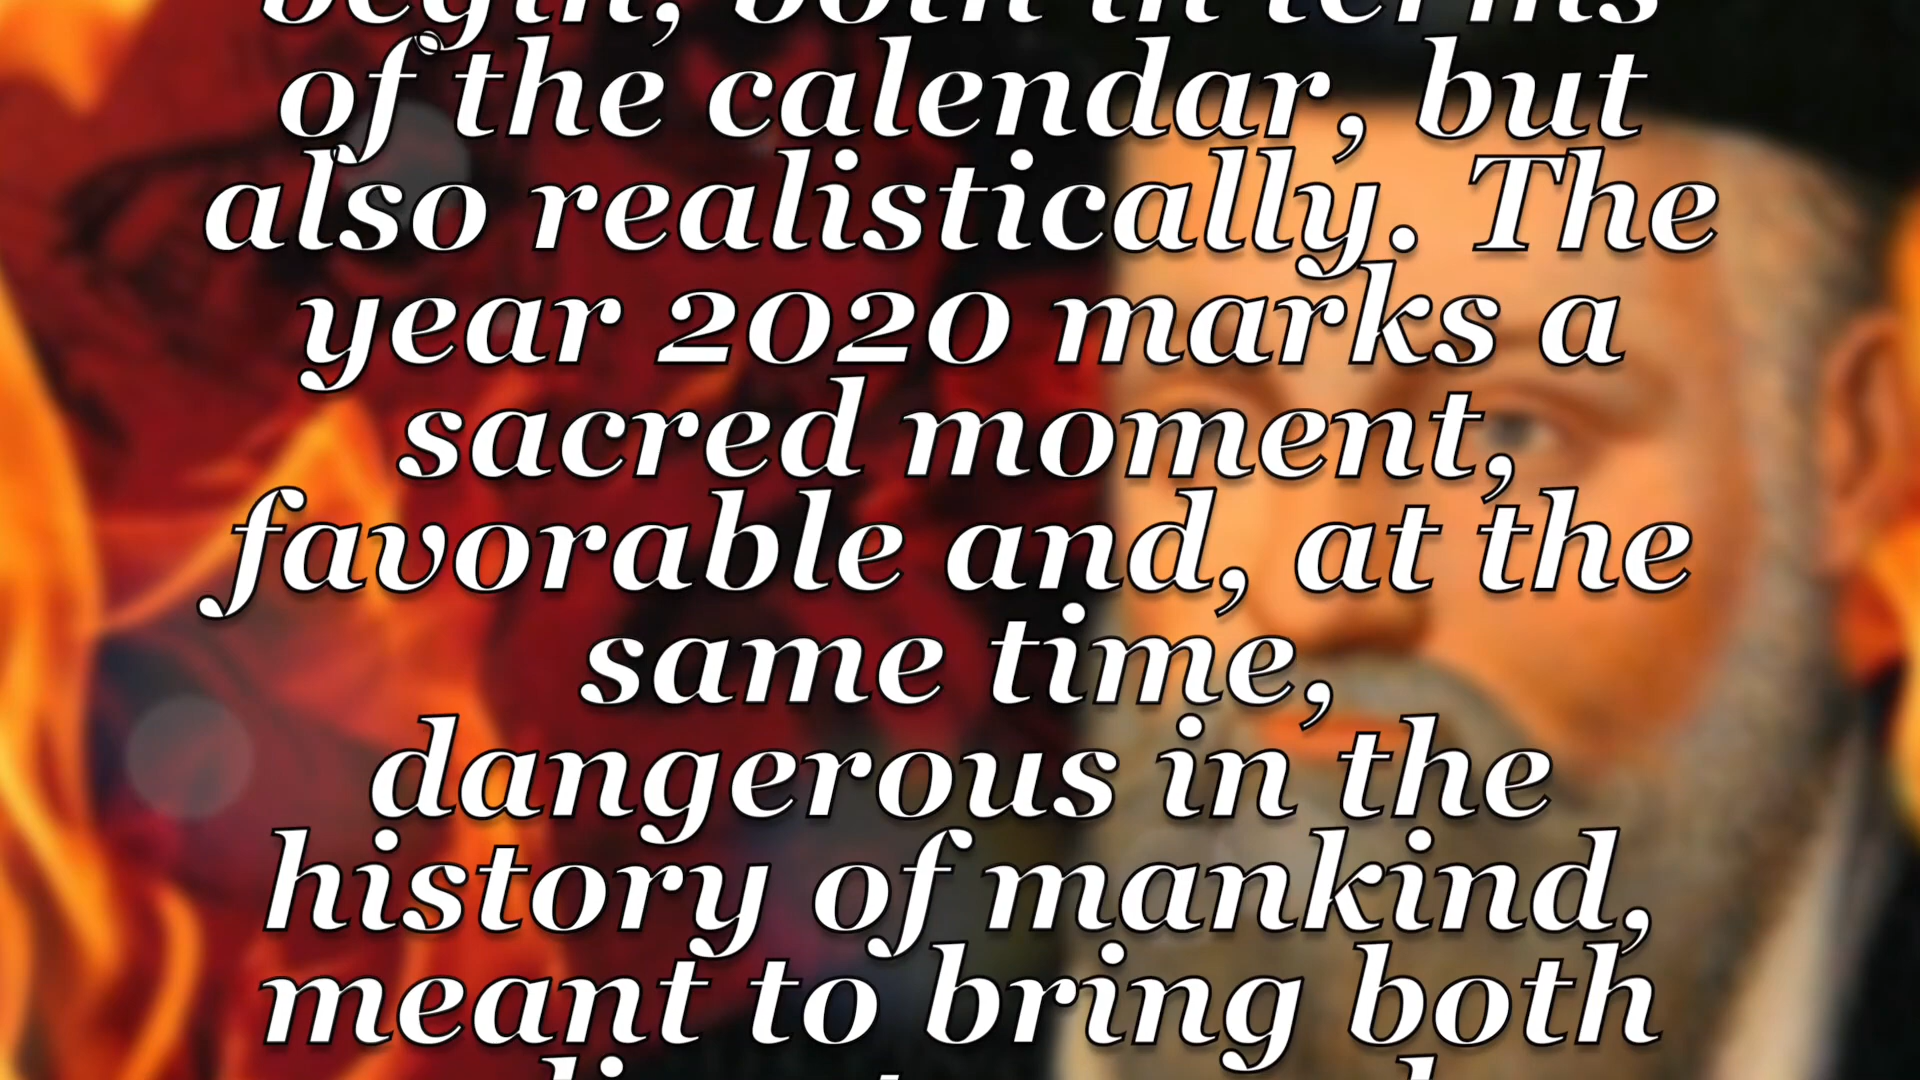 begin, both in terms
of the calendar, but
also realistically. The
year 2020 marks a
sacred moment,
favorable and, at the
same time,
dangerous in the
history of mankind,
meant to bring both